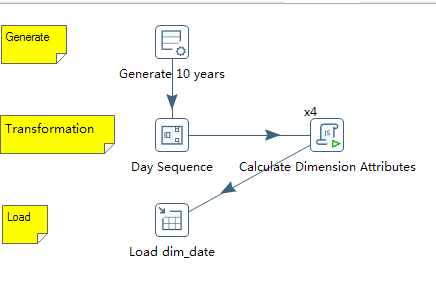 Generate
Generate 10 years
Transformation
x4
Day Sequence
Calculate Dimension Attributes
Load
Load dim_date